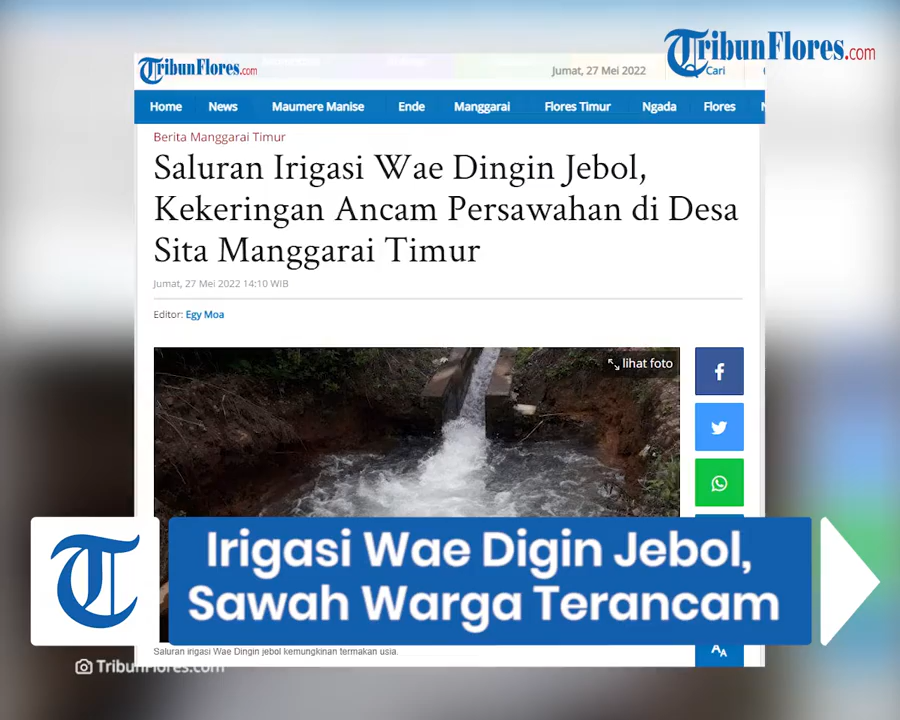 TribunFlores.com
TribunFlores.com
Jumat, 27 Mei 2022
Cari
Home News Maumere Manise Ende Manggarai Flores Timur Ngada Flores
Berita Manggarai Timur
Saluran Irigasi Wae Dingin Jebol,
Kekeringan Ancam Persawahan di Desa
Sita Manggarai Timur
Jumat, 27 Mei 2022 14:10 WIB
Editor: Egy Moa
lihat foto
Irigasi Wae Digin Jebol,
Sawah Warga Terancam
Saluran irigasi Wae Dingin jebol kemungkinan termakan usia.
AA
TribunFlores.com